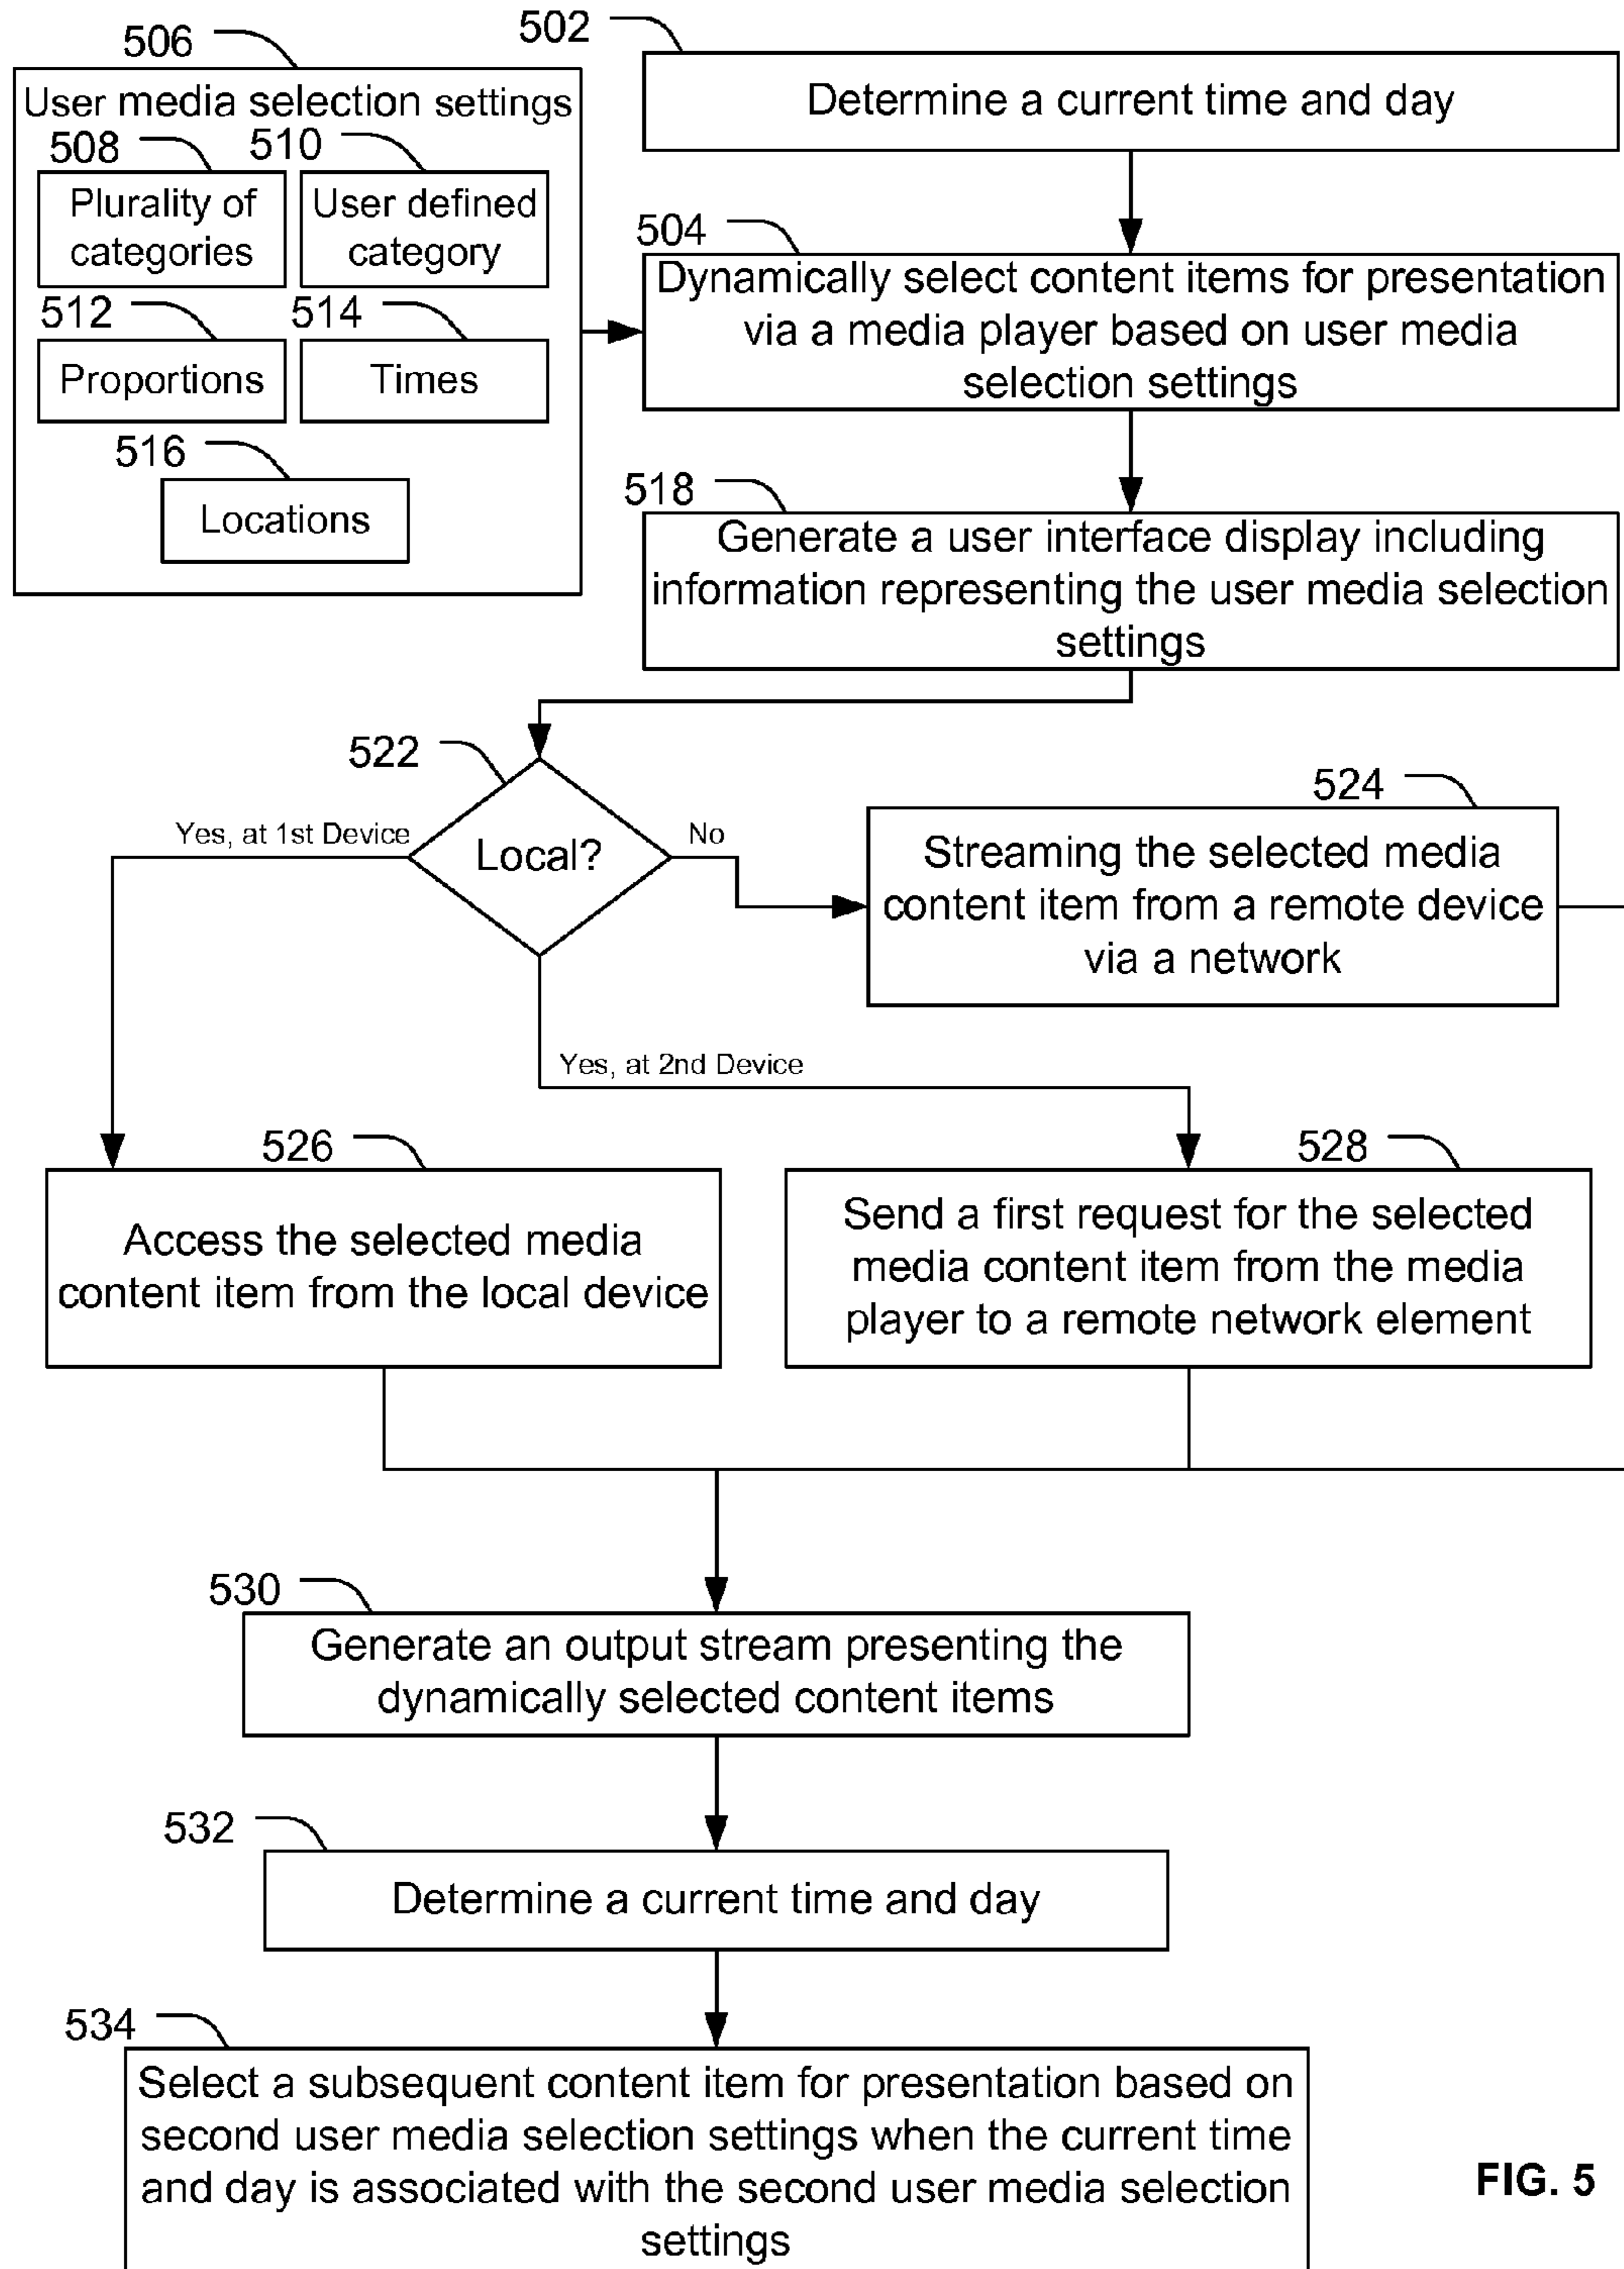 502
Determine a current time and day
506
User media selection settings
508
Plurality of
categories
510
User defined
category
512
Proportions
514
Times
516
Locations
504
Dynamically select content items for presentation
via a media player based on user media
selection settings
518
Generate a user interface display including
information representing the user media selection
settings
522
Local?
Yes, at 1st Device
No
Yes, at 2nd Device
524
Streaming the selected media
content item from a remote device
via a network
526
Access the selected media
content item from the local device
528
Send a first request for the selected
media content item from the media
player to a remote network element
530
Generate an output stream presenting the
dynamically selected content items
532
Determine a current time and day
534
Select a subsequent content item for presentation based on
second user media selection settings when the current time
and day is associated with the second user media selection
settings
FIG. 5